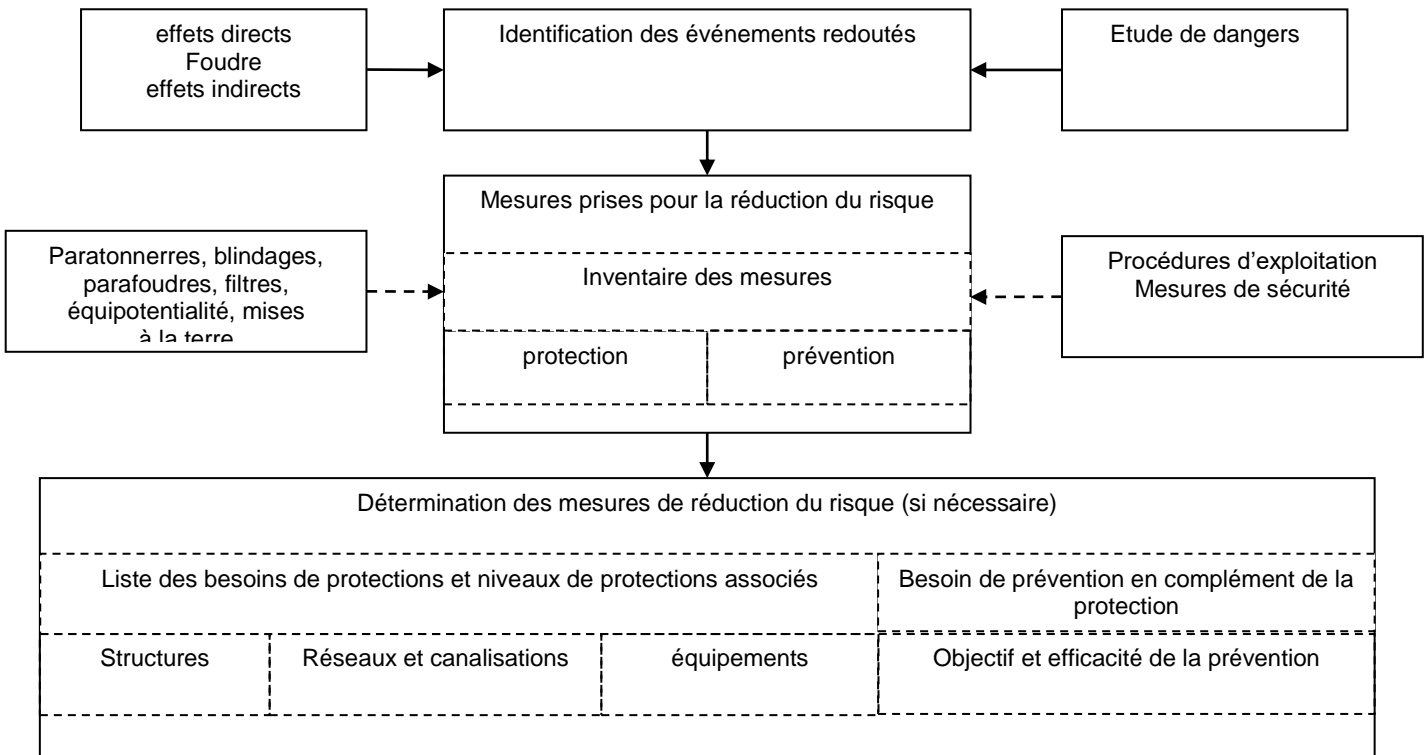 effets directs
Foudre
effets indirects
Identification des événements redoutés
Etude de dangers
Mesures prises pour la réduction du risque
Paratonnerres, blindages,
parafoudres, filtres,
équipotentialité, mises
à la terre
Inventaire des mesures
Procédures d’exploitation
Mesures de sécurité
protection
prévention
Détermination des mesures de réduction du risque (si nécessaire)
Liste des besoins de protections et niveaux de protections associés
Besoin de prévention en complément de la
protection
Structures
Réseaux et canalisations
équipements
Objectif et efficacité de la prévention